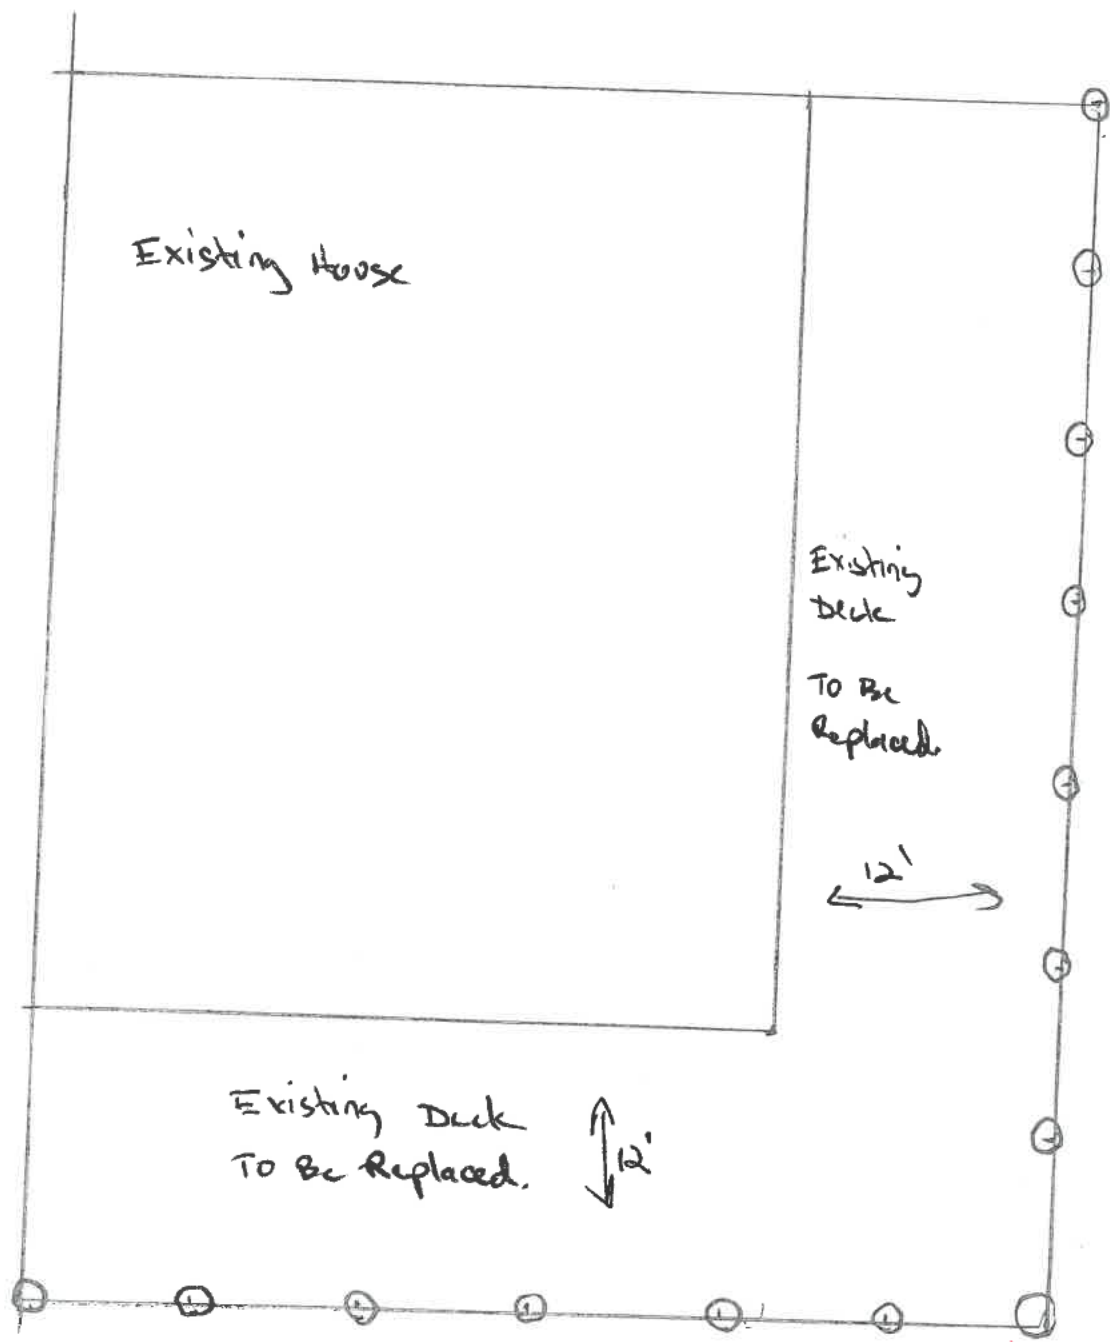 Existing House
Existing
Deck
To Be
Replaced.
12'
Existing Deck
To Be Replaced.
12'